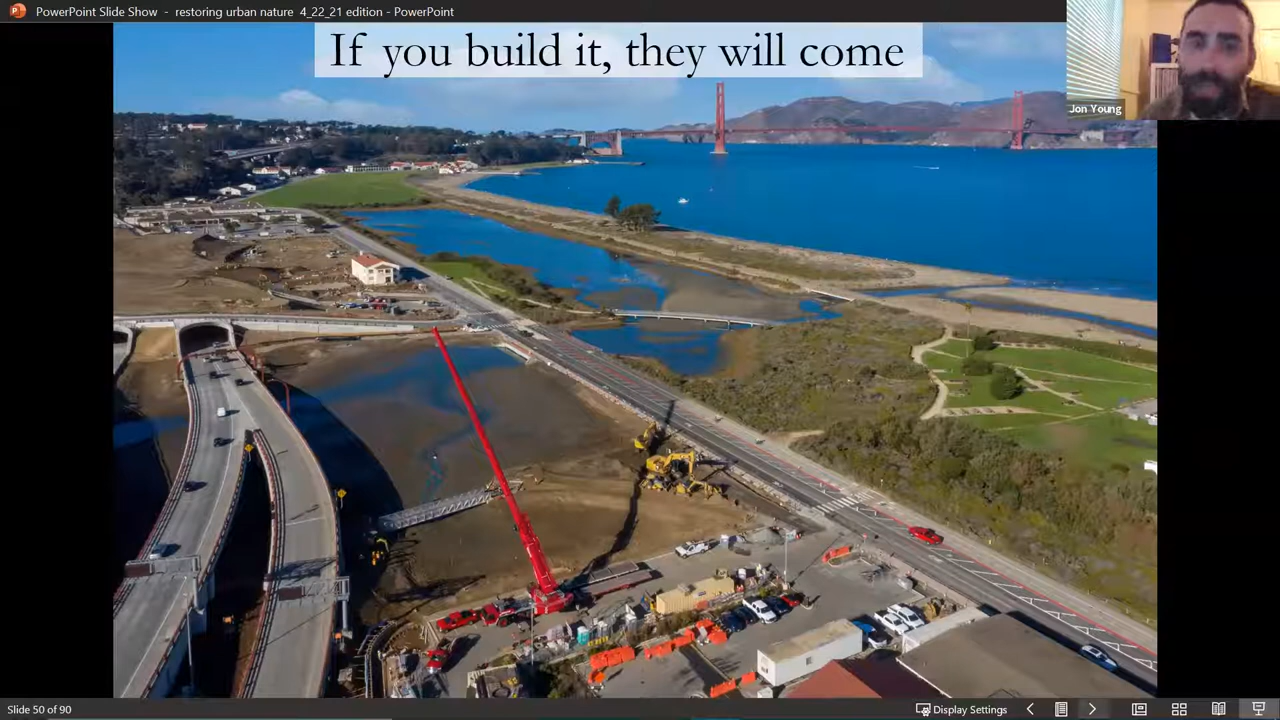 PowerPoint Slide Show - restoring urban nature 4_22_21 edition - PowerPoint
If you build it, they will come
Jon Young
Slide 50 of 90
Display Settings